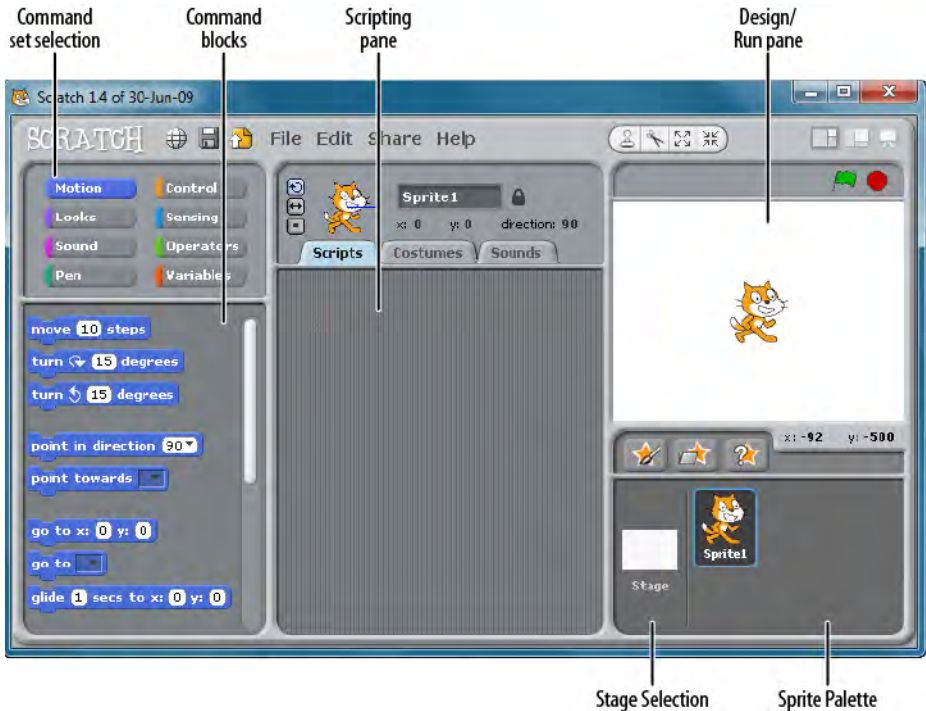 Command
set selection
Command
blocks
Scripting
pane
Design/
Run pane
Scratch 1.4 of 30-Jun-09
SCRATCH File Edit Share Help
Motion Control
Looks Sensing
Sound Operators
Pen Variables
Sprite1
x: 0 y: 0 direction: 90
Scripts Costumes Sounds
move 10 steps
turn 15 degrees
turn 15 degrees
point in direction 90
point towards
go to x: 0 y: 0
go to
glide 1 secs to x: 0 y: 0
x: -92 y: -500
Sprite1
Stage
Stage Selection
Sprite Palette